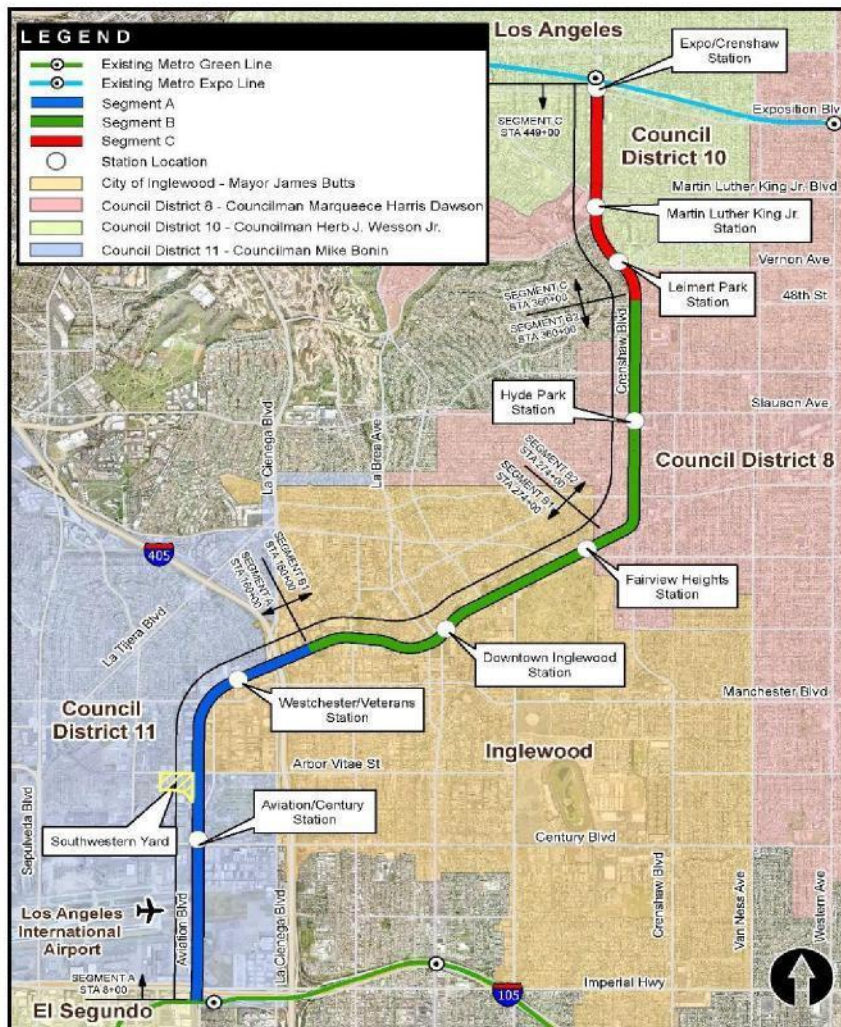 LEGEND
Existing Metro Green Line
Existing Metro Expo Line
Segment A
Segment B
Segment C
Station Location
City of Inglewood - Mayor James Butts
Council District 8 - Councilman Marqueece Harris Dawson
Council District 10 - Councilman Herb J. Wesson Jr.
Council District 11 - Councilman Mike Bonin
Los Angeles
Expo/Crenshaw
Station
Exposition Blv
SEGMENT C
STA 449+00
Council
District 10
Martin Luther King Jr. Blvd
Martin Luther King Jr.
Station
Vernon Ave
Leimert Park
Station
48th St
SEGMENT C
STA 360+00
SEGMENT B2
STA 360+00
Crenshaw Blvd
Hyde Park
Station
Slauson Ave
La Cienega Blvd
La Brea Ave
Council District 8
SEGMENT B2
STA 274+00
SEGMENT B1
STA 274+00
405
SEGMENT B1
STA 160+00
SEGMENT A
STA 160+00
Fairview Heights
Station
La Tijera Blvd
Downtown Inglewood
Station
Council
District 11
Westchester/Veterans
Station
Manchester Blvd
Inglewood
Arbor Vitae St
Sepulveda Blvd
Southwestern Yard
Aviation/Century
Station
Century Blvd
Los Angeles
International
Airport
Aviation Blvd
La Cienega Blvd
Crenshaw Blvd
Van Ness Ave
Western Ave
SEGMENT A
STA 8+00
El Segundo
Imperial Hwy
105